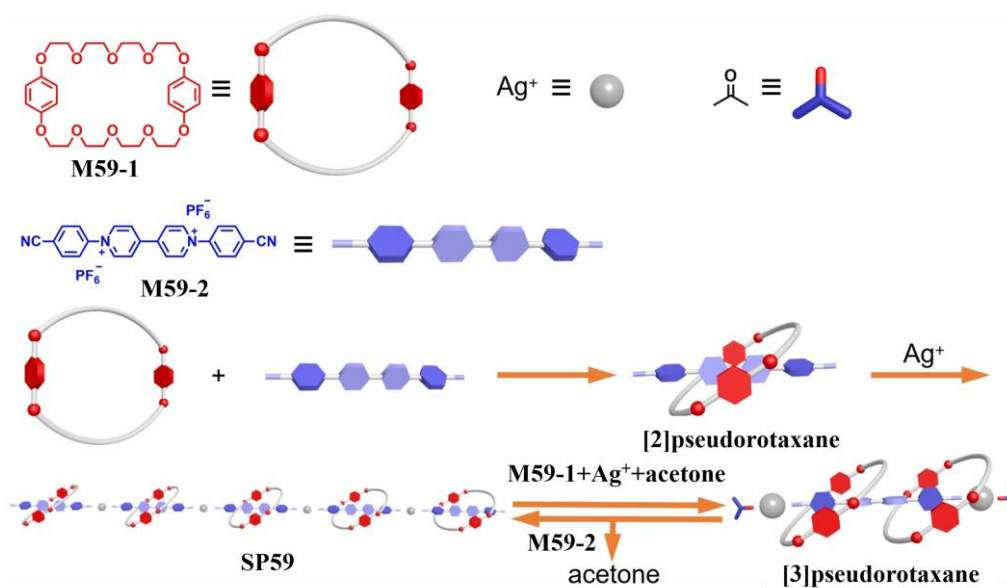 O O O O O
O O O O O
M59-1
≡
Ag⁺ ≡
O
≡
PF₆⁻
NC N⁺ N⁺ CN
PF₆⁻
≡
M59-2
+
Ag⁺
[2]pseudorotaxane
M59-1+Ag⁺+acetone
M59-2
SP59
acetone
[3]pseudorotaxane